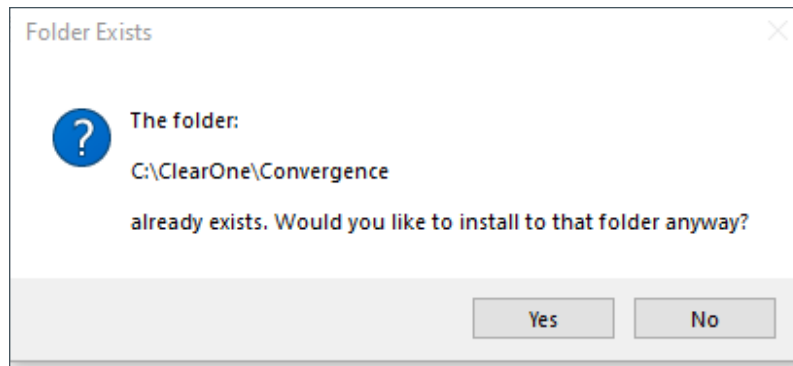 Folder Exists
The folder:
C:\ClearOne\Convergence
already exists. Would you like to install to that folder anyway?
Yes
No